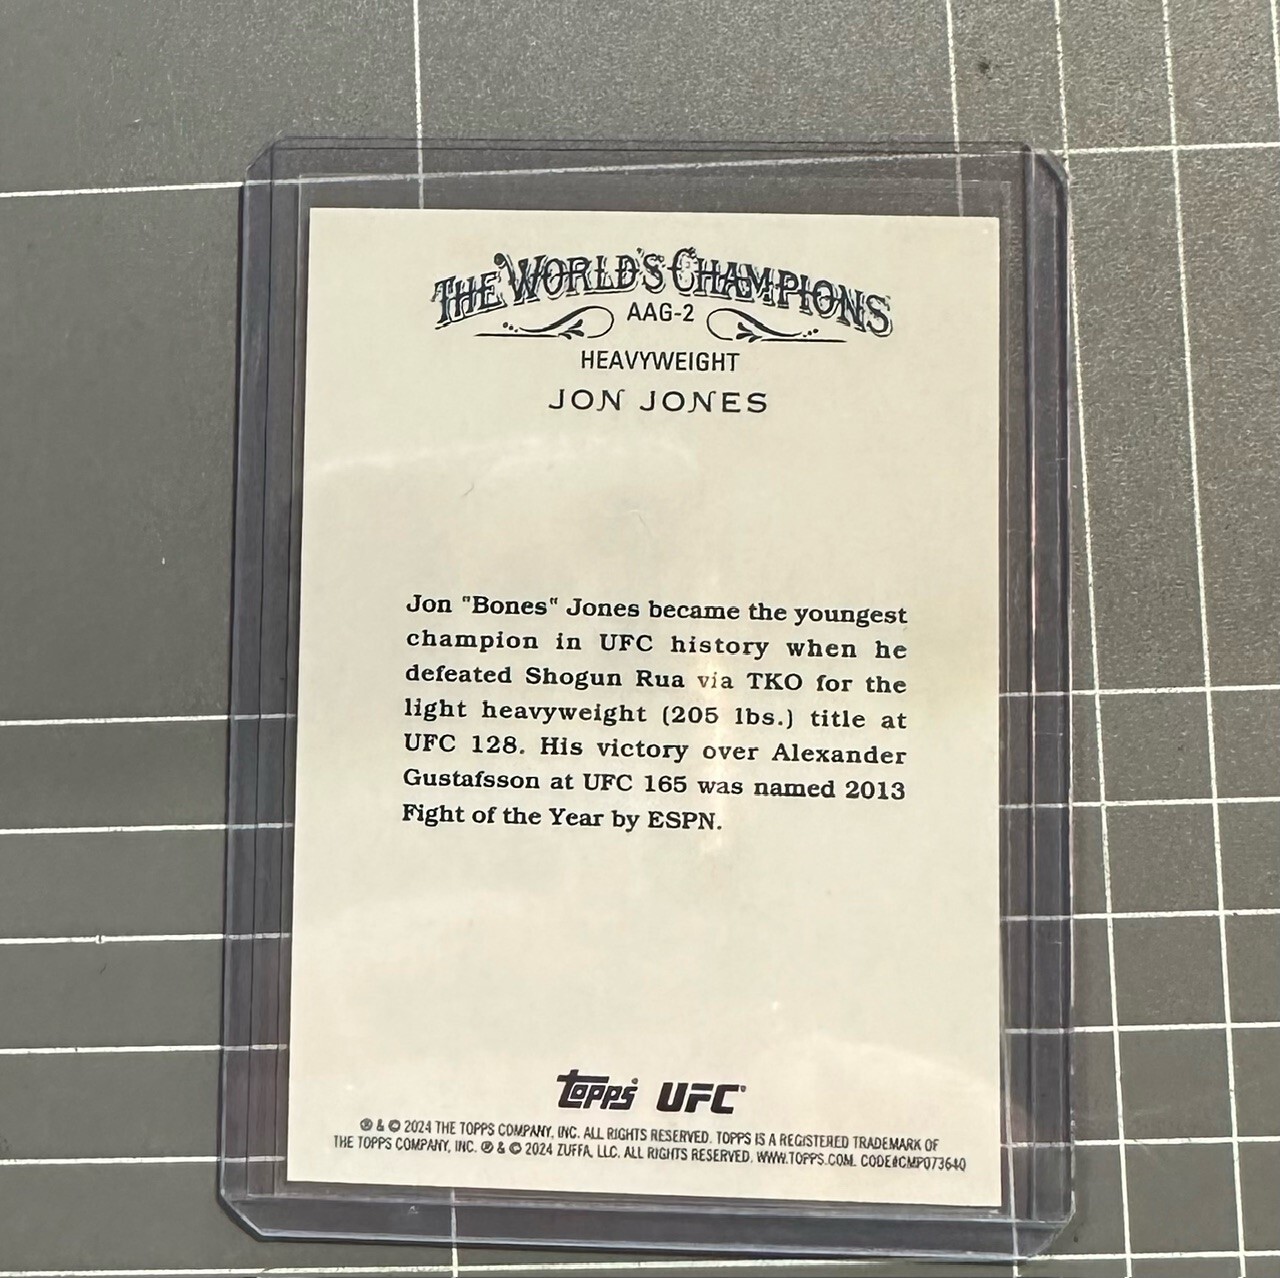 THE WORLD'S CHAMPIONS
AAG-2
HEAVYWEIGHT
JON JONES
Jon "Bones" Jones became the youngest
champion in UFC history when he
defeated Shogun Rua via TKO for the
light heavyweight (205 lbs.) title at
UFC 128. His victory over Alexander
Gustafsson at UFC 165 was named 2013
Fight of the Year by ESPN.
topps UFC
® & © 2024 THE TOPPS COMPANY, INC. ALL RIGHTS RESERVED. TOPPS IS A REGISTERED TRADEMARK OF
THE TOPPS COMPANY, INC. ® & © 2024 ZUFFA, LLC. ALL RIGHTS RESERVED. WWW.TOPPS.COM. CODE#CMP073640